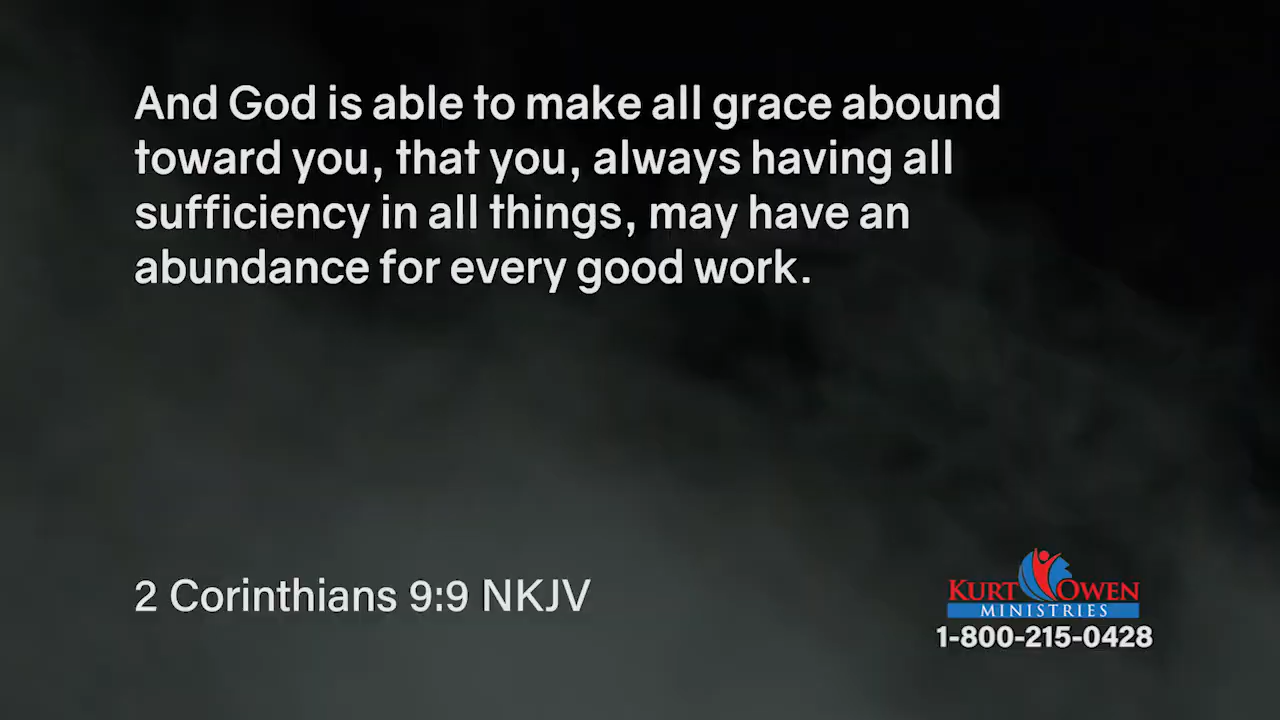 And God is able to make all grace abound
toward you, that you, always having all
sufficiency in all things, may have an
abundance for every good work.
2 Corinthians 9:9 NKJV
KURT OWEN
MINISTRIES
1-800-215-0428